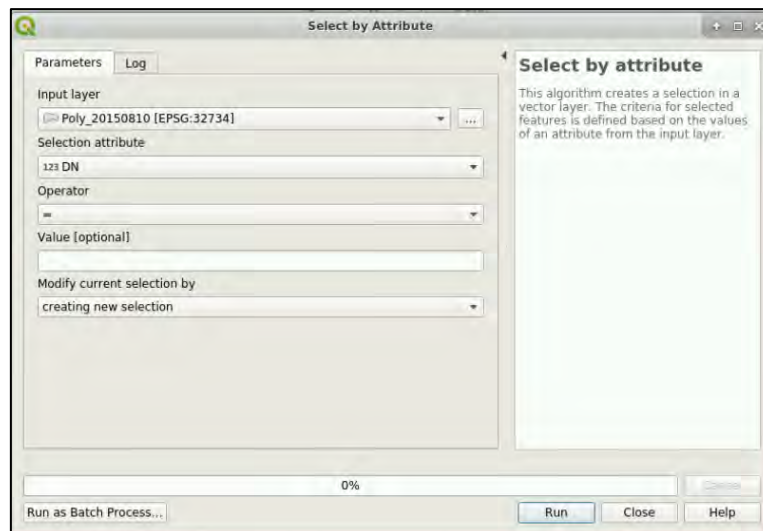 Select by Attribute
Parameters Log
Input layer
Poly_20150810 [EPSG:32734]
...
Selection attribute
123 DN
Operator
=
Value [optional]
Modify current selection by
creating new selection
Select by attribute
This algorithm creates a selection in a
vector layer. The criteria for selected
features is defined based on the values
of an attribute from the input layer.
0%
Run as Batch Process...
Run Close Help